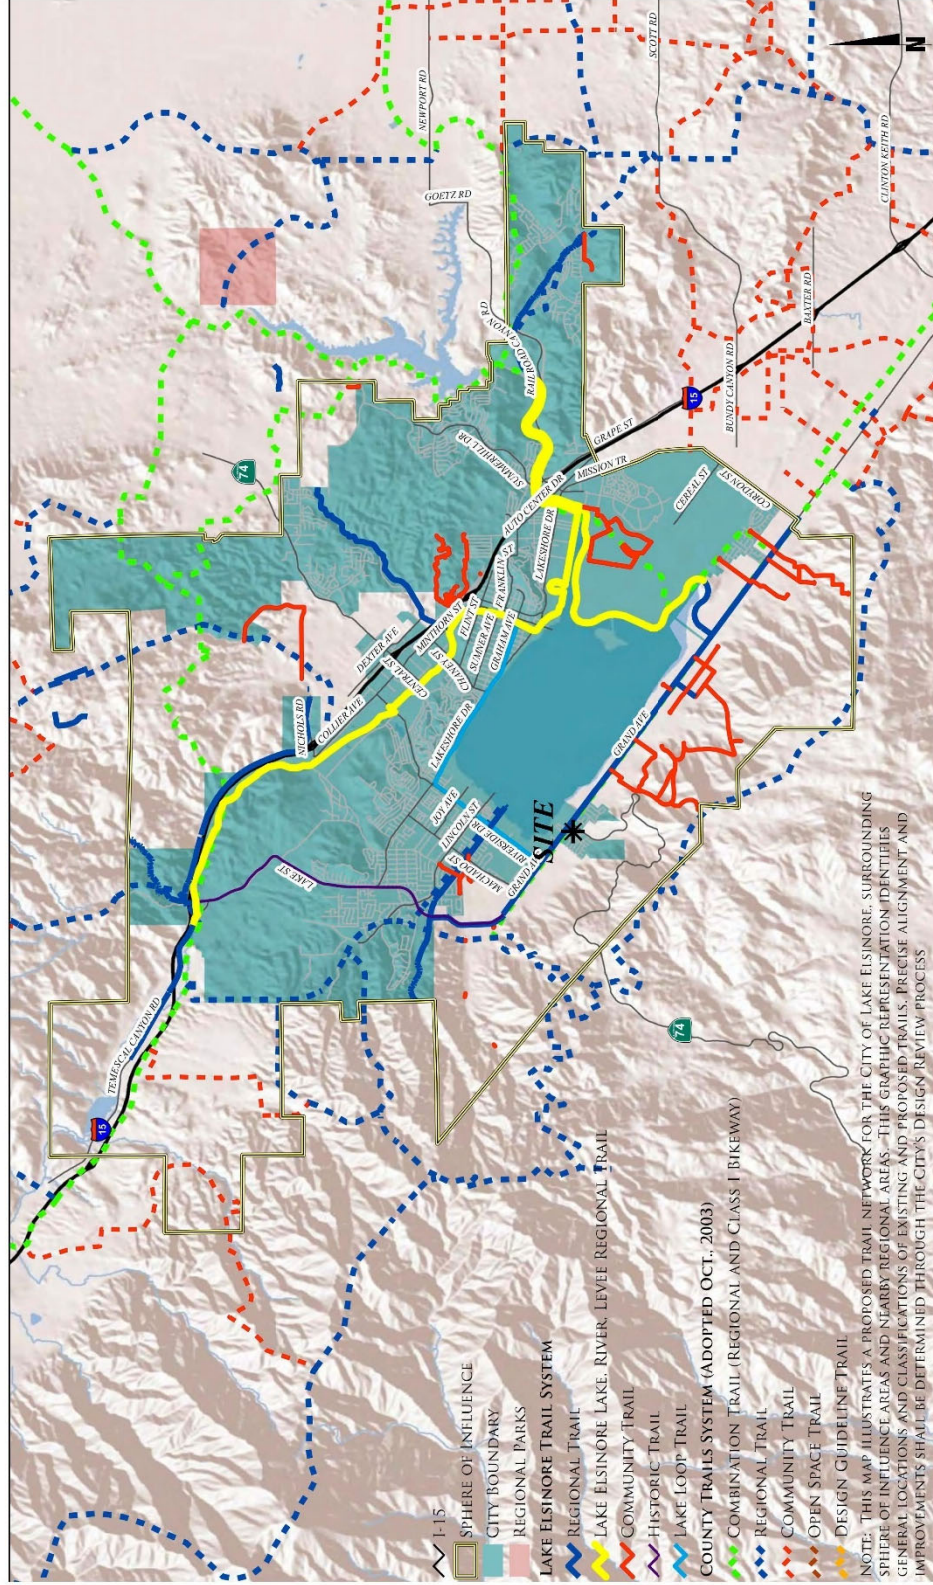 NEWPORT RD
SCOTT RD
N
GOETZ RD
CLINTON KEITH RD
RAILROAD CANYON RD
BAXTER RD
BUNDY CANYON RD
15
GRAPE ST
SUMMERHILL DR
MISSION TR
74
AUTO CENTER DR
CEREAL ST
CORYDON ST
LAKESHORE DR
FRANKLIN ST
FLINT ST
MINTHORN ST
SUMNER AVE
GRAHAM AVE
DEXTER AVE
CENTRAL ST
CHANEY ST
NICHOLS RD
COLLIER AVE
LAKESHORE DR
GRAND AVE
JOY AVE
LINCOLN ST
RIVERSIDE DR
MACHADO ST
SITE
LAKE ST
TEMESCAL CANYON RD
15
74
I-15
SPHERE OF INFLUENCE
CITY BOUNDARY
REGIONAL PARKS
LAKE ELSINORE TRAIL SYSTEM
REGIONAL TRAIL
LAKE ELSINORE LAKE, RIVER, LEVEE REGIONAL TRAIL
COMMUNITY TRAIL
HISTORIC TRAIL
LAKE LOOP TRAIL
COUNTY TRAILS SYSTEM (ADOPTED OCT., 2003)
COMBINATION TRAIL (REGIONAL AND CLASS I BIKEWAY)
REGIONAL TRAIL
COMMUNITY TRAIL
OPEN SPACE TRAIL
DESIGN GUIDELINE TRAIL
NOTE: THIS MAP ILLUSTRATES A PROPOSED TRAIL NETWORK FOR THE CITY OF LAKE ELSINORE, SURROUNDING
SPHERE OF INFLUENCE AREAS AND NEARBY REGIONAL AREAS. THIS GRAPHIC REPRESENTATION IDENTIFIES
GENERAL LOCATIONS AND CLASSIFICATIONS OF EXISTING AND PROPOSED TRAILS. PRECISE ALIGNMENT AND
IMPROVEMENTS SHALL BE DETERMINED THROUGH THE CITY'S DESIGN REVIEW PROCESS